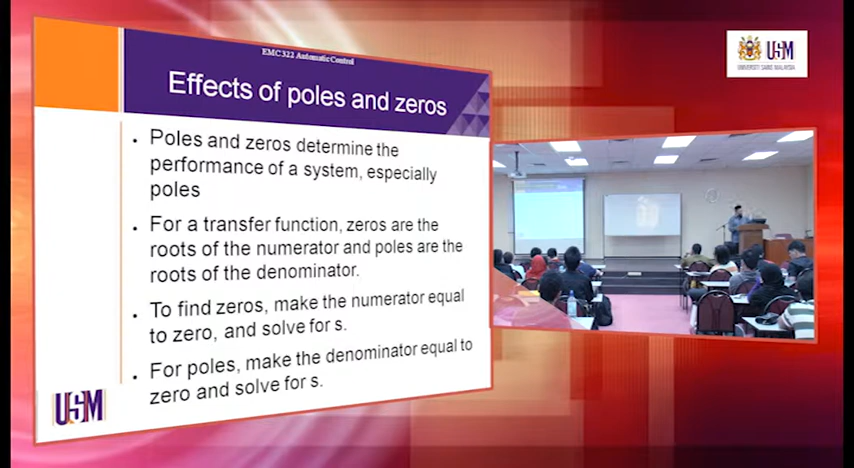 EMC322 Automatic Control
Effects of poles and zeros
• Poles and zeros determine the
performance of a system, especially
poles
• For a transfer function, zeros are the
roots of the numerator and poles are the
roots of the denominator.
• To find zeros, make the numerator equal
to zero, and solve for s.
• For poles, make the denominator equal to
zero and solve for s.
USM
USM
UNIVERSITI SAINS MALAYSIA